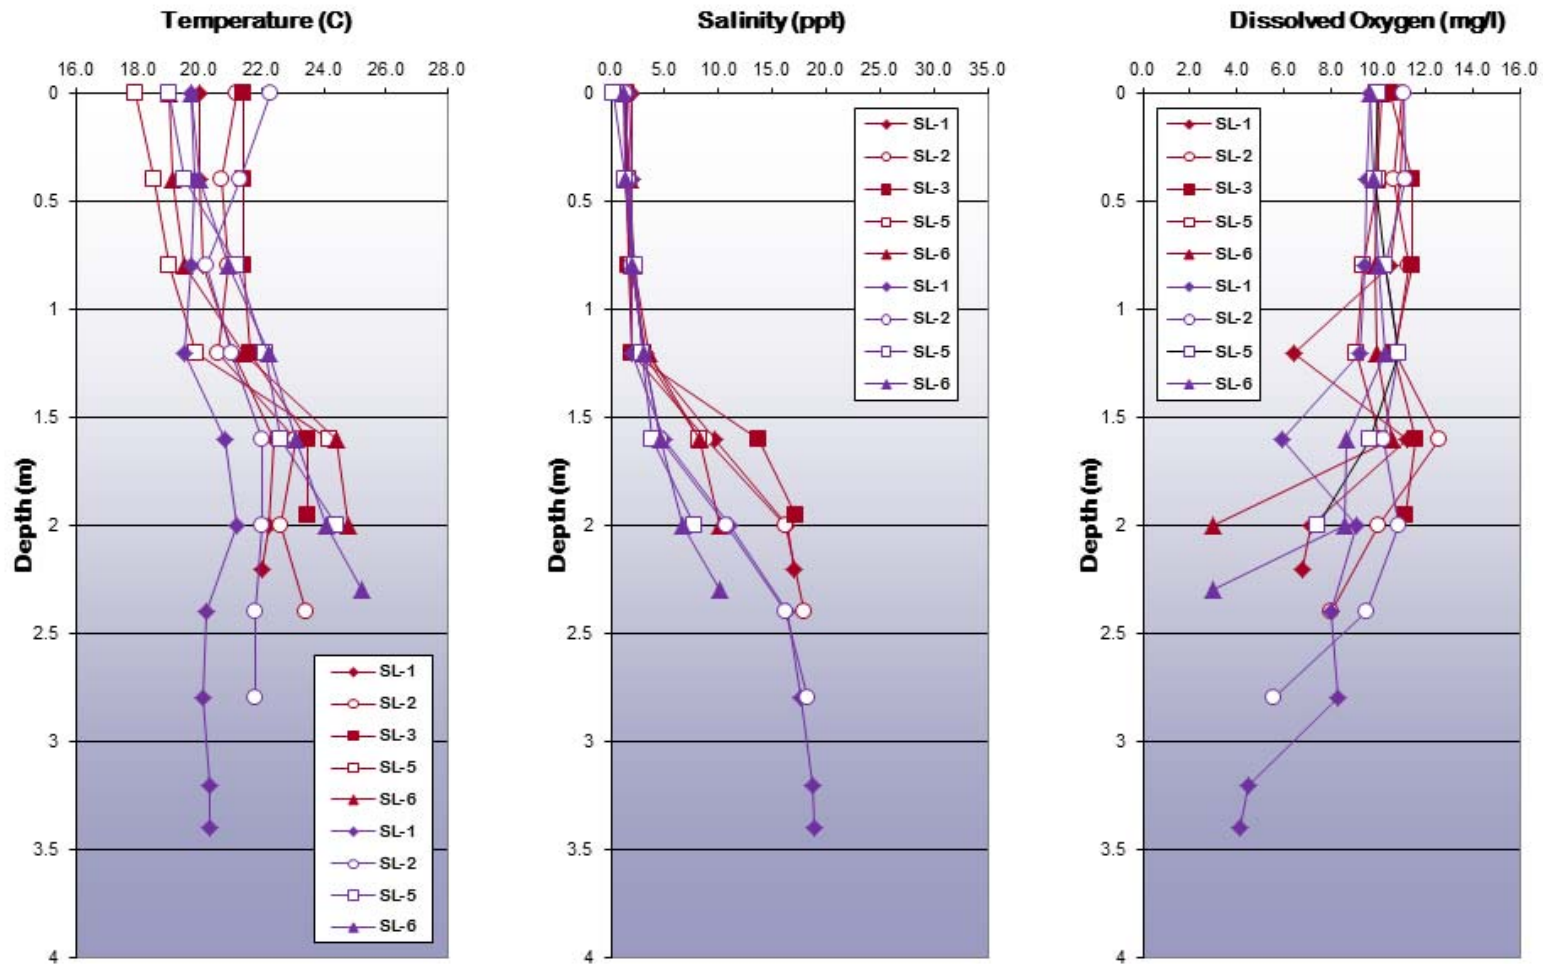 Temperature (C)
16.0 18.0 20.0 22.0 24.0 26.0 28.0
0
0.5
1
1.5
2
2.5
3
3.5
4
Depth (m)
SL-1
SL-2
SL-3
SL-5
SL-6
SL-1
SL-2
SL-5
SL-6
Salinity (ppt)
0.0 5.0 10.0 15.0 20.0 25.0 30.0 35.0
0
0.5
1
1.5
2
2.5
3
3.5
4
Depth (m)
SL-1
SL-2
SL-3
SL-5
SL-6
SL-1
SL-2
SL-5
SL-6
Dissolved Oxygen (mg/l)
0.0 2.0 4.0 6.0 8.0 10.0 12.0 14.0 16.0
0
0.5
1
1.5
2
2.5
3
3.5
4
Depth (m)
SL-1
SL-2
SL-3
SL-5
SL-6
SL-1
SL-2
SL-5
SL-6